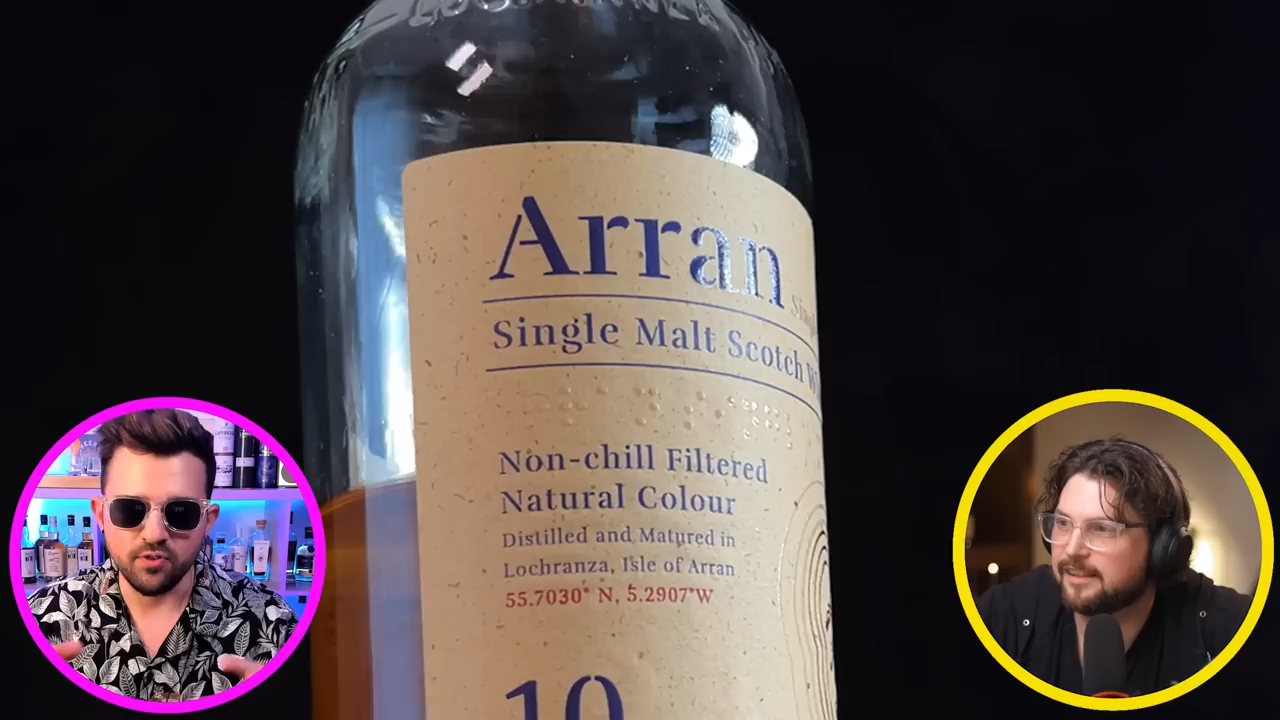 Arran
Single Malt Scotch
Non-chill Filtered
Natural Colour
Distilled and Matured in
Lochranza, Isle of Arran
55.7030° N, 5.2907°W
10